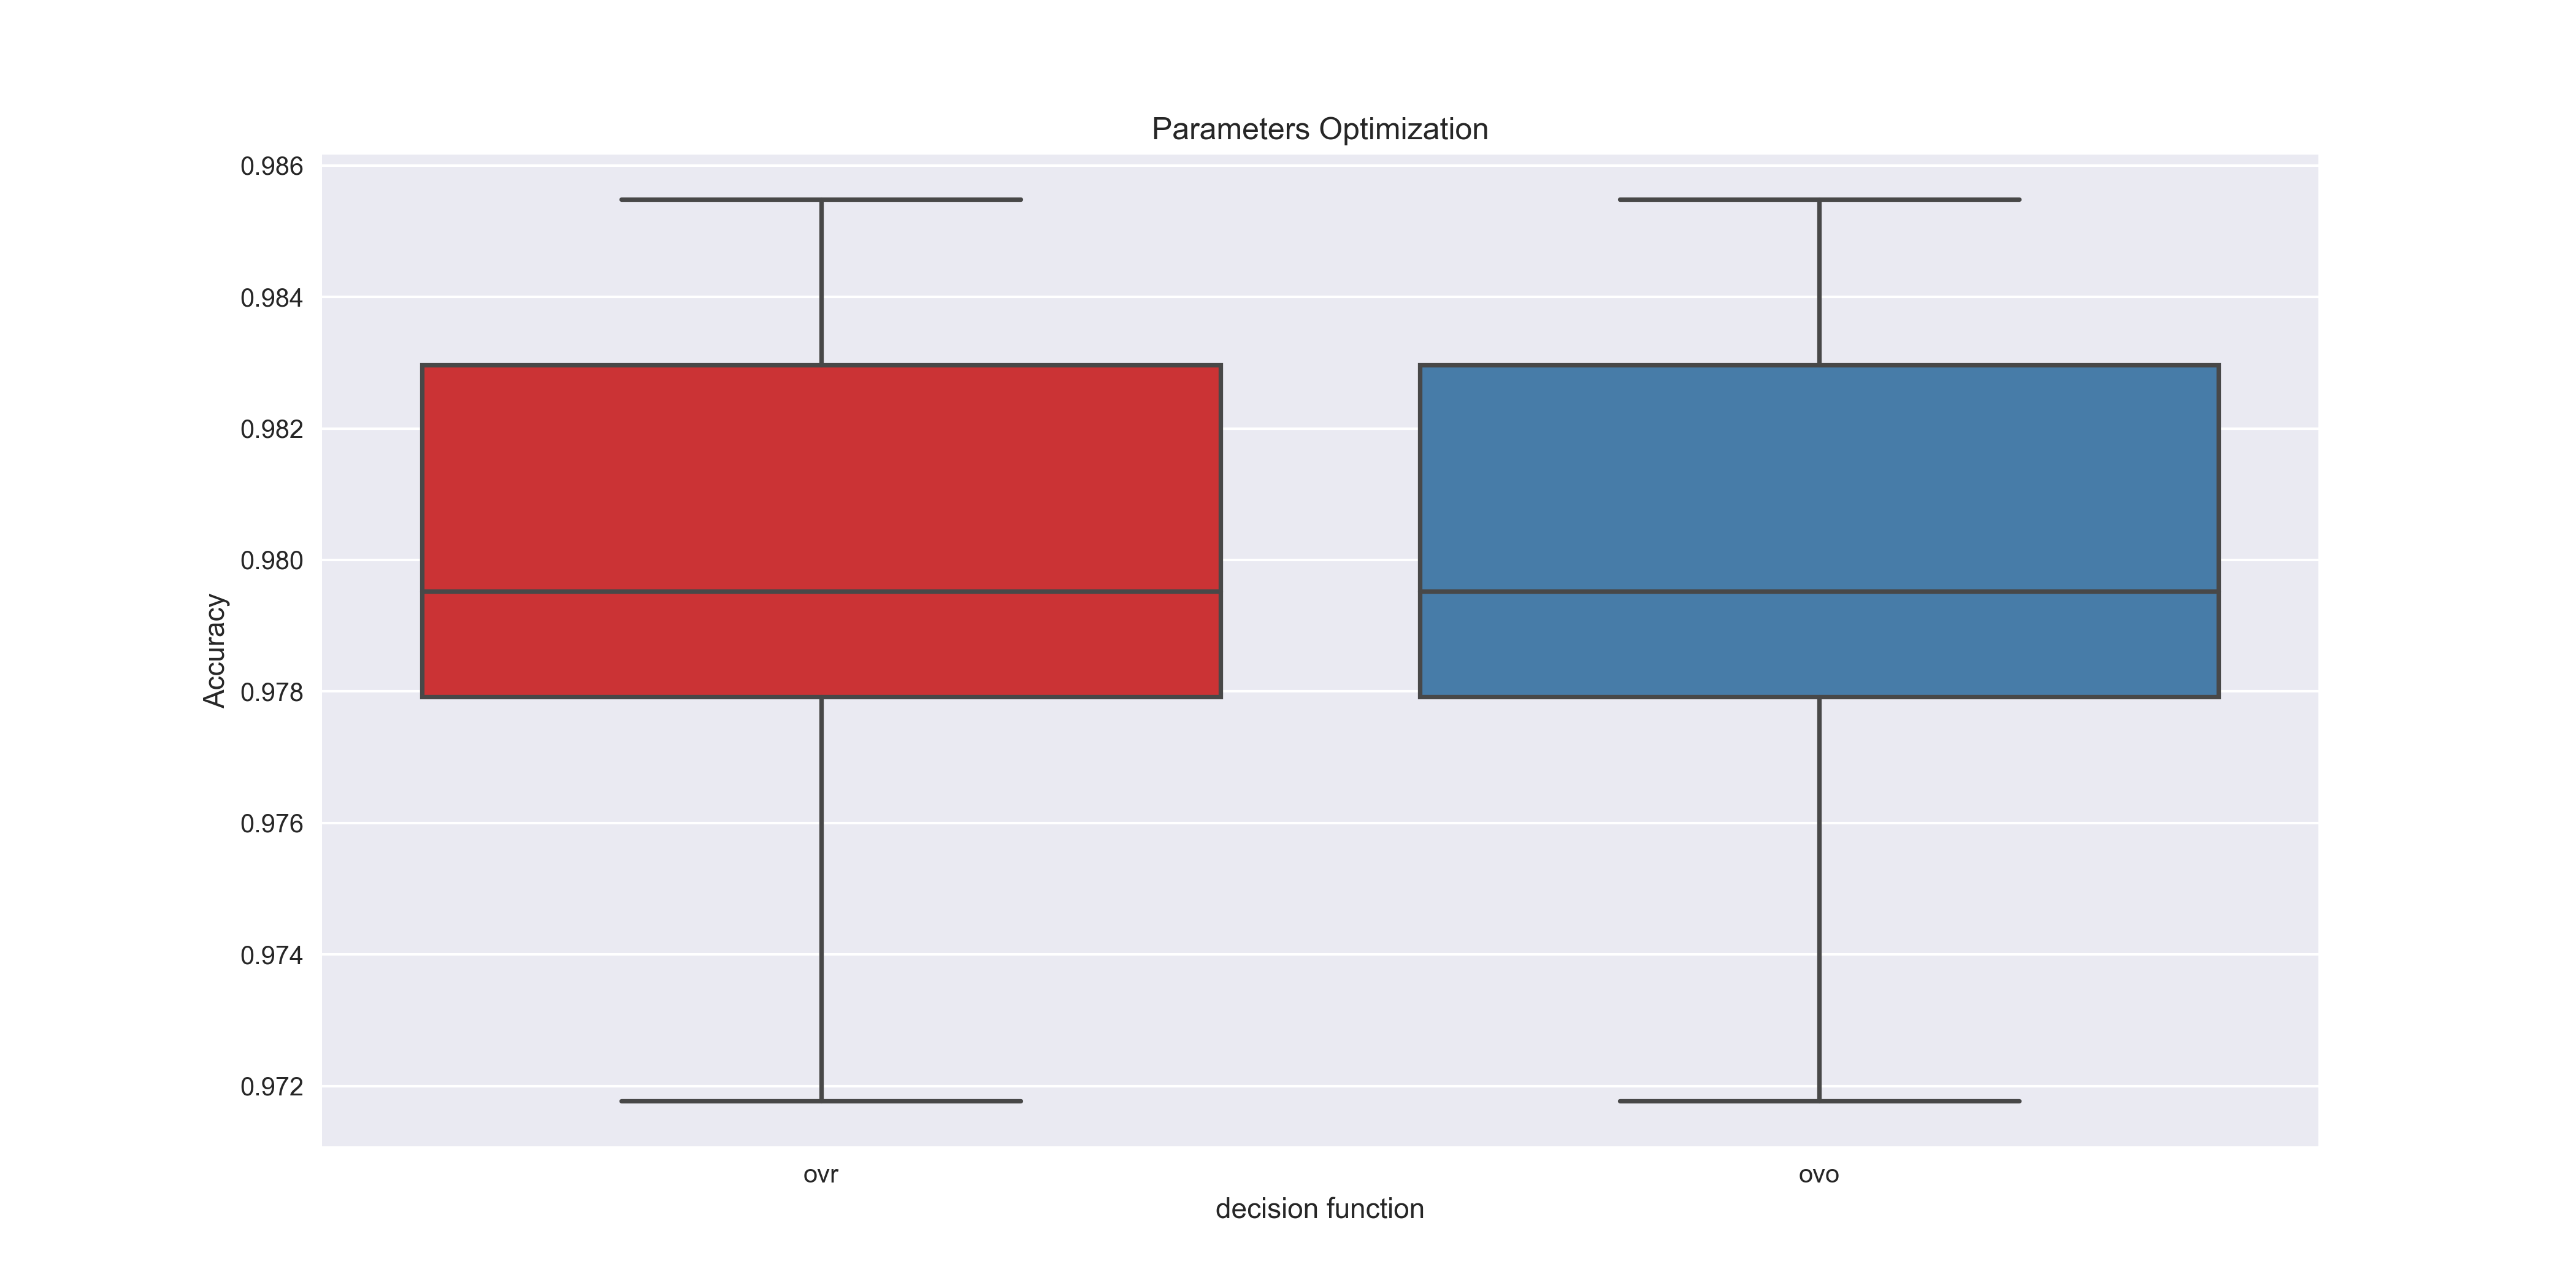 Parameters Optimization
0.986
0.984
0.982
0.980
0.978
0.976
0.974
0.972
Accuracy
ovr
ovo
decision function